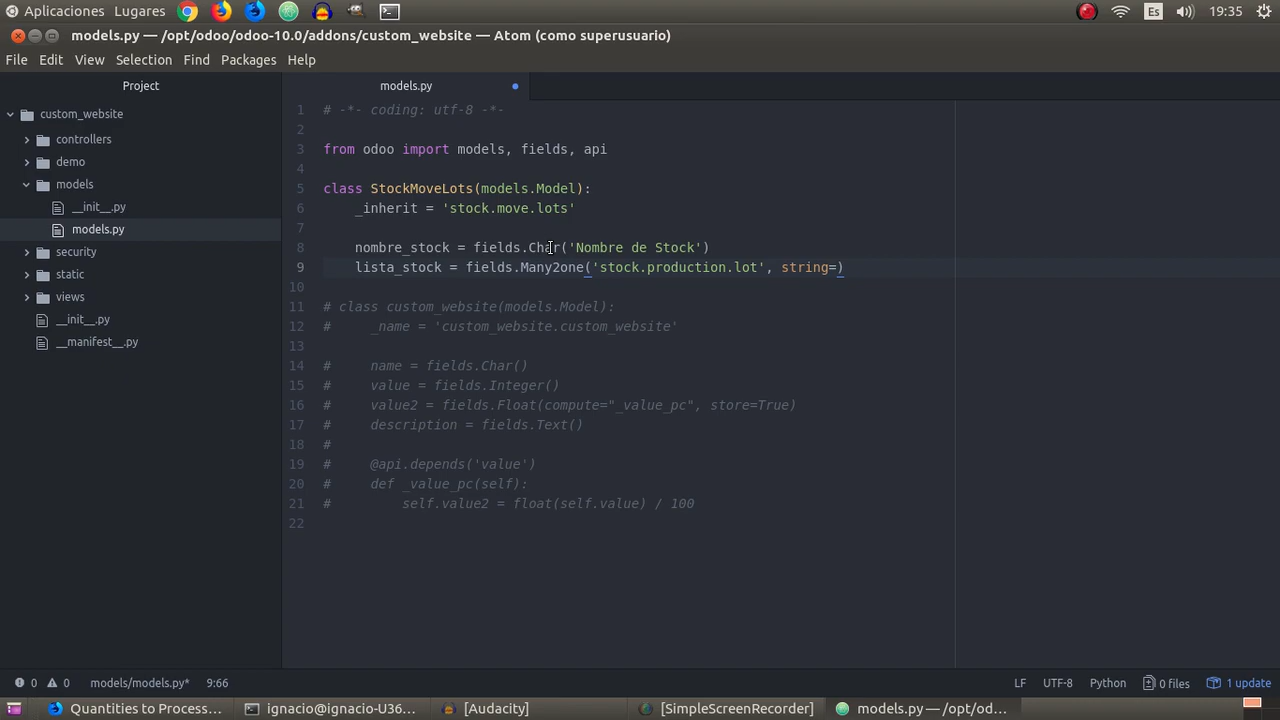 Aplicaciones Lugares Es 19:35
models.py — /opt/odoo/odoo-10.0/addons/custom_website — Atom (como superusuario)
File Edit View Selection Find Packages Help
Project
models.py
custom_website
controllers
demo
models
__init__.py
models.py
security
static
views
__init__.py
__manifest__.py
1 # -*- coding: utf-8 -*-
2
3 from odoo import models, fields, api
4
5 class StockMoveLots(models.Model):
6     _inherit = 'stock.move.lots'
7
8     nombre_stock = fields.Char('Nombre de Stock')
9     lista_stock = fields.Many2one('stock.production.lot', string=)
10
11 # class custom_website(models.Model):
12 #     _name = 'custom_website.custom_website'
13
14 #     name = fields.Char()
15 #     value = fields.Integer()
16 #     value2 = fields.Float(compute="_value_pc", store=True)
17 #     description = fields.Text()
18 #
19 #     @api.depends('value')
20 #     def _value_pc(self):
21 #         self.value2 = float(self.value) / 100
22
0 0 models/models.py* 9:66 LF UTF-8 Python 0 files 1 update
Quantities to Process... ignacio@ignacio-U36... [Audacity] [SimpleScreenRecorder] models.py — /opt/od...